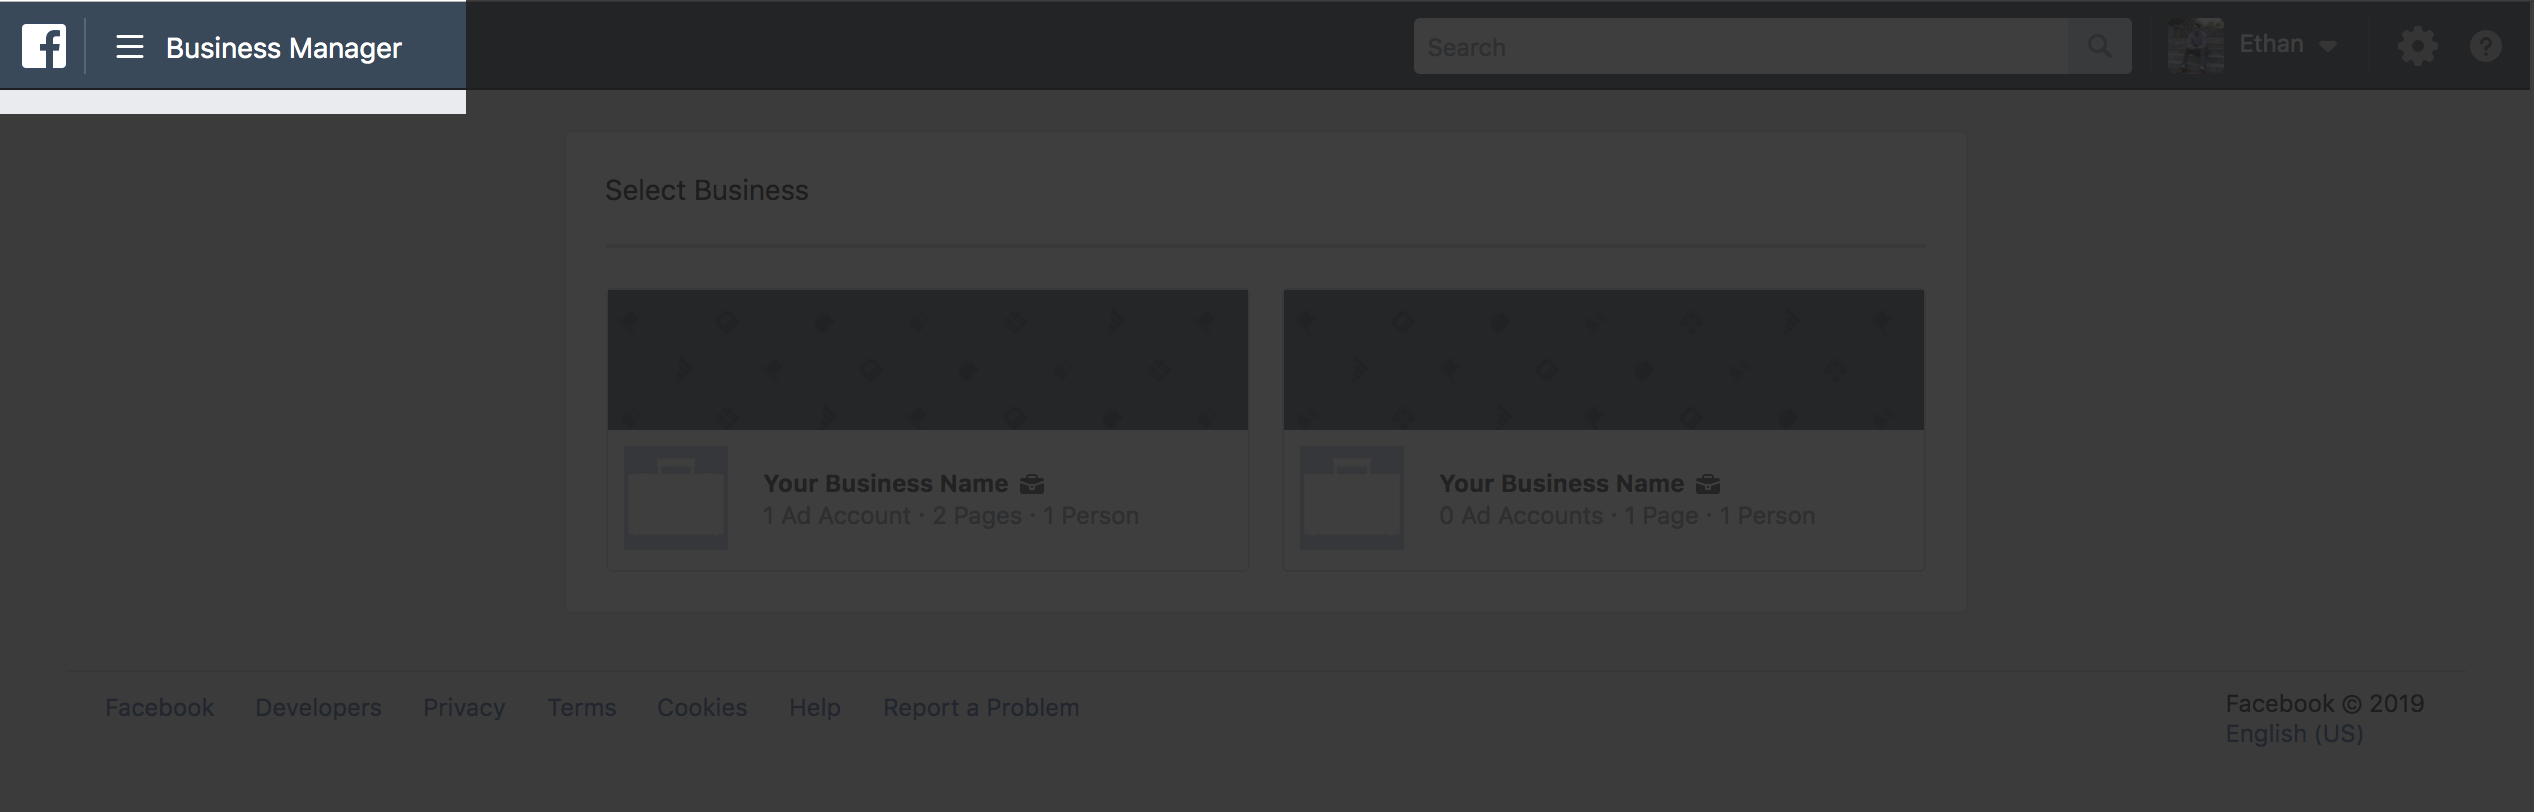 Business Manager
Search
Ethan
Select Business
Your Business Name
1 Ad Account · 2 Pages · 1 Person
Your Business Name
0 Ad Accounts · 1 Page · 1 Person
Facebook Developers Privacy Terms Cookies Help Report a Problem
Facebook © 2019
English (US)